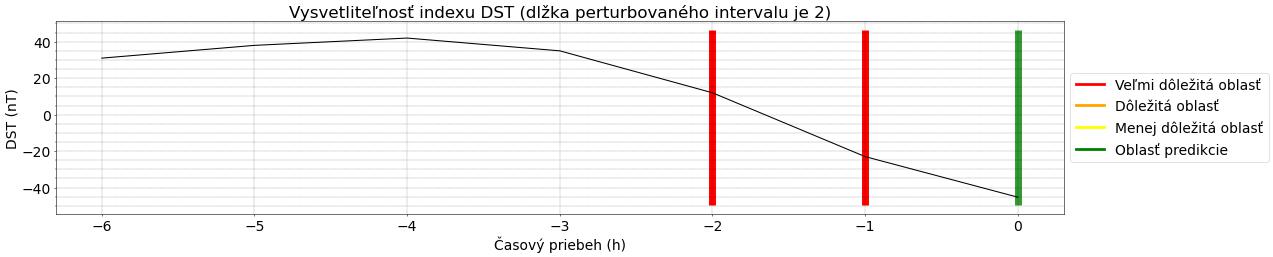 Vysvetliteľnosť indexu DST (dĺžka perturbovaného intervalu je 2)
DST (nT)
40
20
0
−20
−40
−6 −5 −4 −3 −2 −1 0
Časový priebeh (h)
Veľmi dôležitá oblasť
Dôležitá oblasť
Menej dôležitá oblasť
Oblasť predikcie